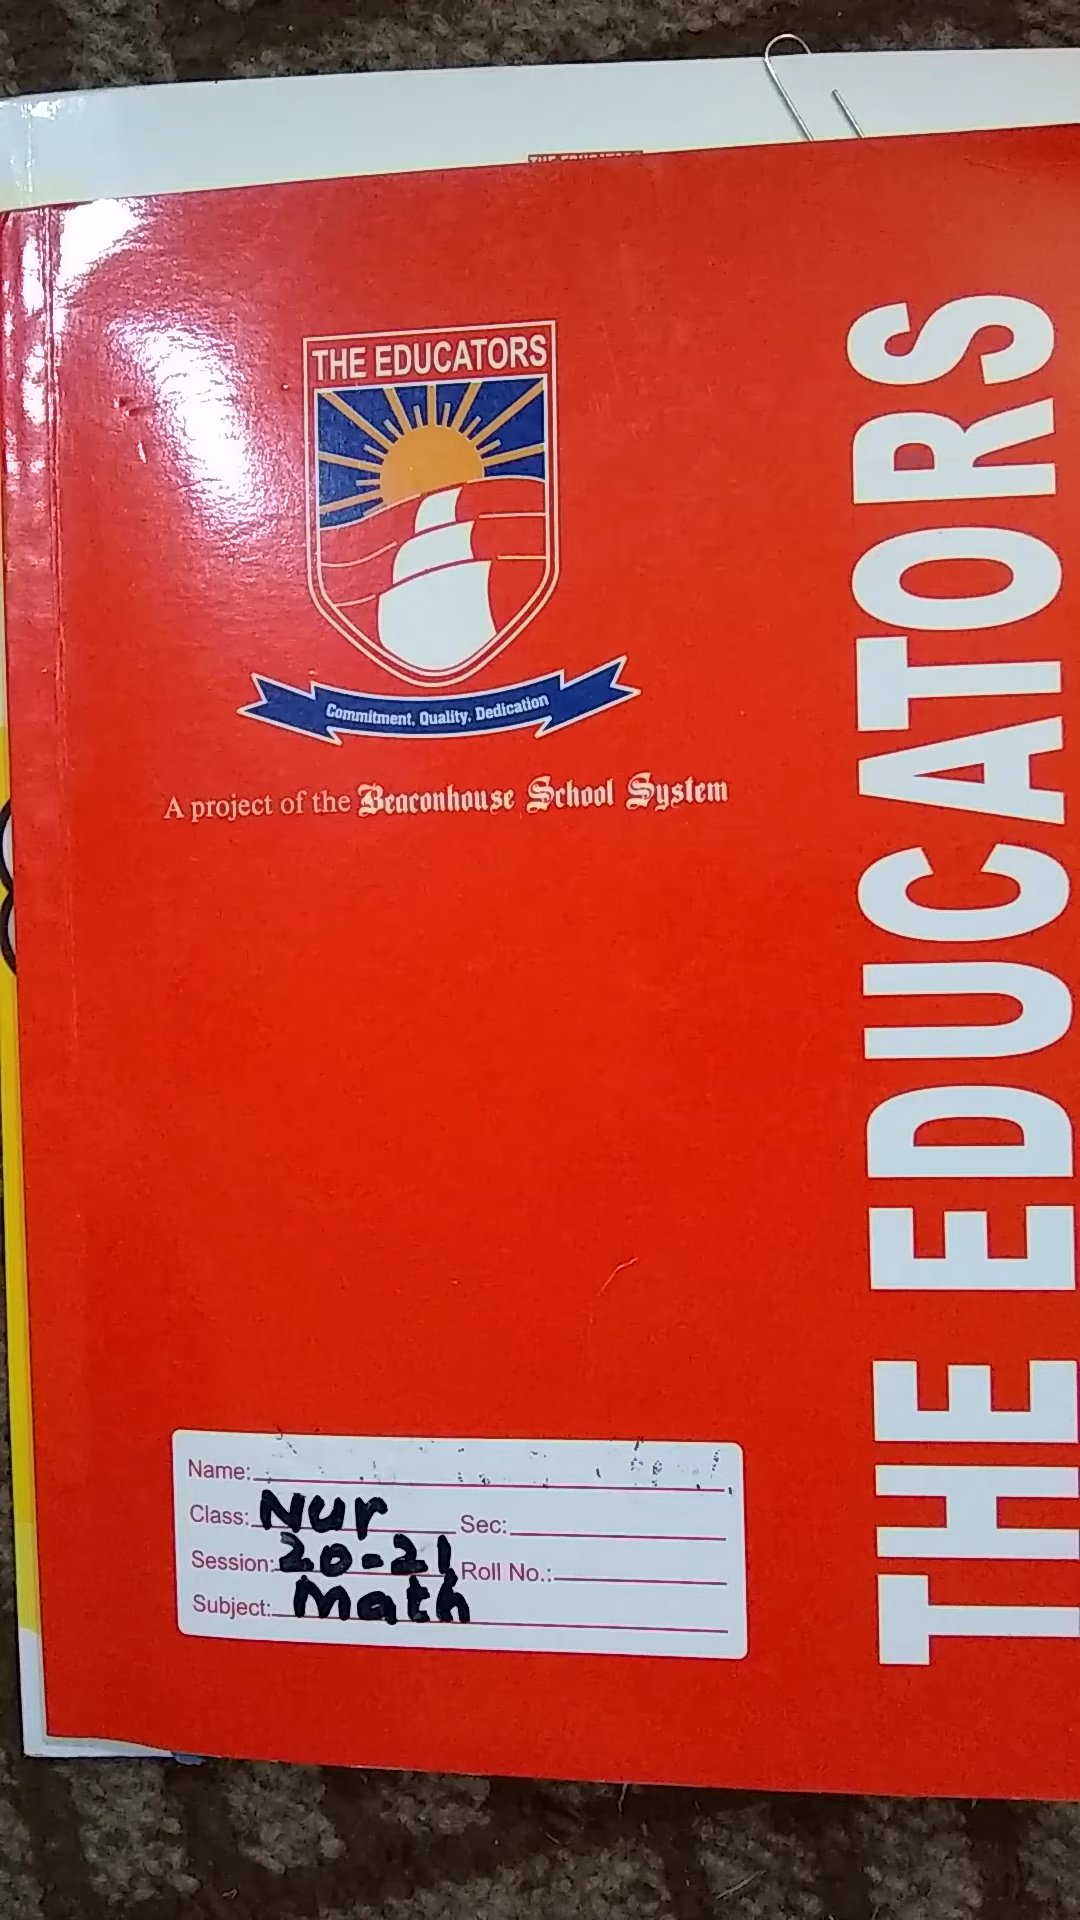 THE EDUCATORS
Commitment, Quality, Dedication
A project of the Beaconhouse School System
THE EDUCATORS
Name:
Class: Nur Sec:
Session: 20-21 Roll No.:
Subject: Math